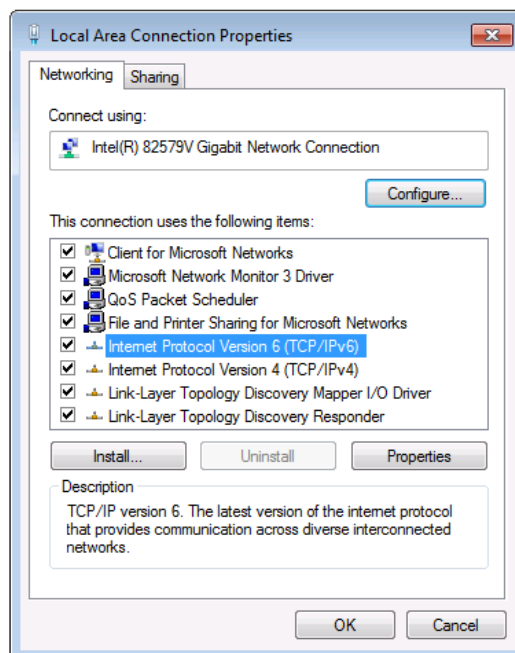 Local Area Connection Properties
Networking
Sharing
Connect using:
Intel(R) 82579V Gigabit Network Connection
Configure...
This connection uses the following items:
Client for Microsoft Networks
Microsoft Network Monitor 3 Driver
QoS Packet Scheduler
File and Printer Sharing for Microsoft Networks
Internet Protocol Version 6 (TCP/IPv6)
Internet Protocol Version 4 (TCP/IPv4)
Link-Layer Topology Discovery Mapper I/O Driver
Link-Layer Topology Discovery Responder
Install...
Uninstall
Properties
Description
TCP/IP version 6. The latest version of the internet protocol
that provides communication across diverse interconnected
networks.
OK
Cancel